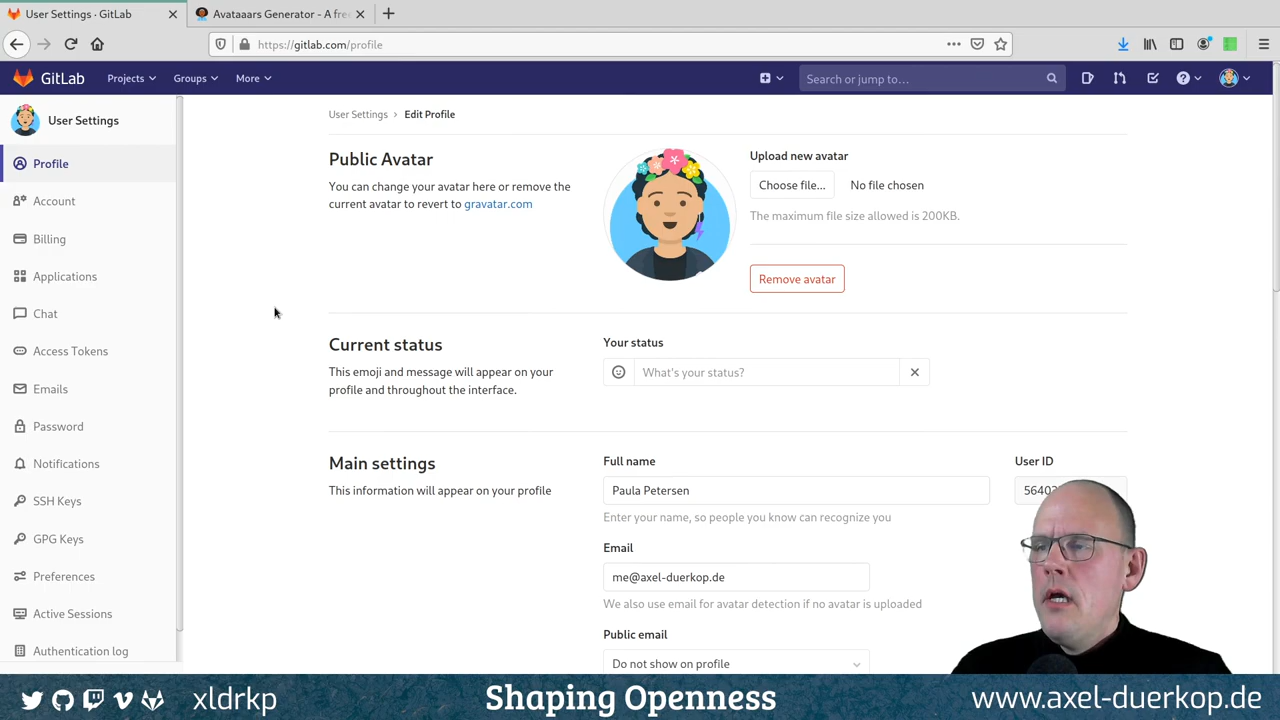 User Settings · GitLab
Avataaars Generator - A fre
https://gitlab.com/profile
GitLab
Projects
Groups
More
Search or jump to…
User Settings
Profile
Account
Billing
Applications
Chat
Access Tokens
Emails
Password
Notifications
SSH Keys
GPG Keys
Preferences
Active Sessions
Authentication log
User Settings > Edit Profile
Public Avatar
You can change your avatar here or remove the
current avatar to revert to gravatar.com
Upload new avatar
Choose file... No file chosen
The maximum file size allowed is 200KB.
Remove avatar
Current status
This emoji and message will appear on your
profile and throughout the interface.
Your status
What's your status?
Main settings
This information will appear on your profile
Full name
Paula Petersen
Enter your name, so people you know can recognize you
User ID
Email
me@axel-duerkop.de
We also use email for avatar detection if no avatar is uploaded
Public email
Do not show on profile
xldrkp
Shaping Openness
www.axel-duerkop.de